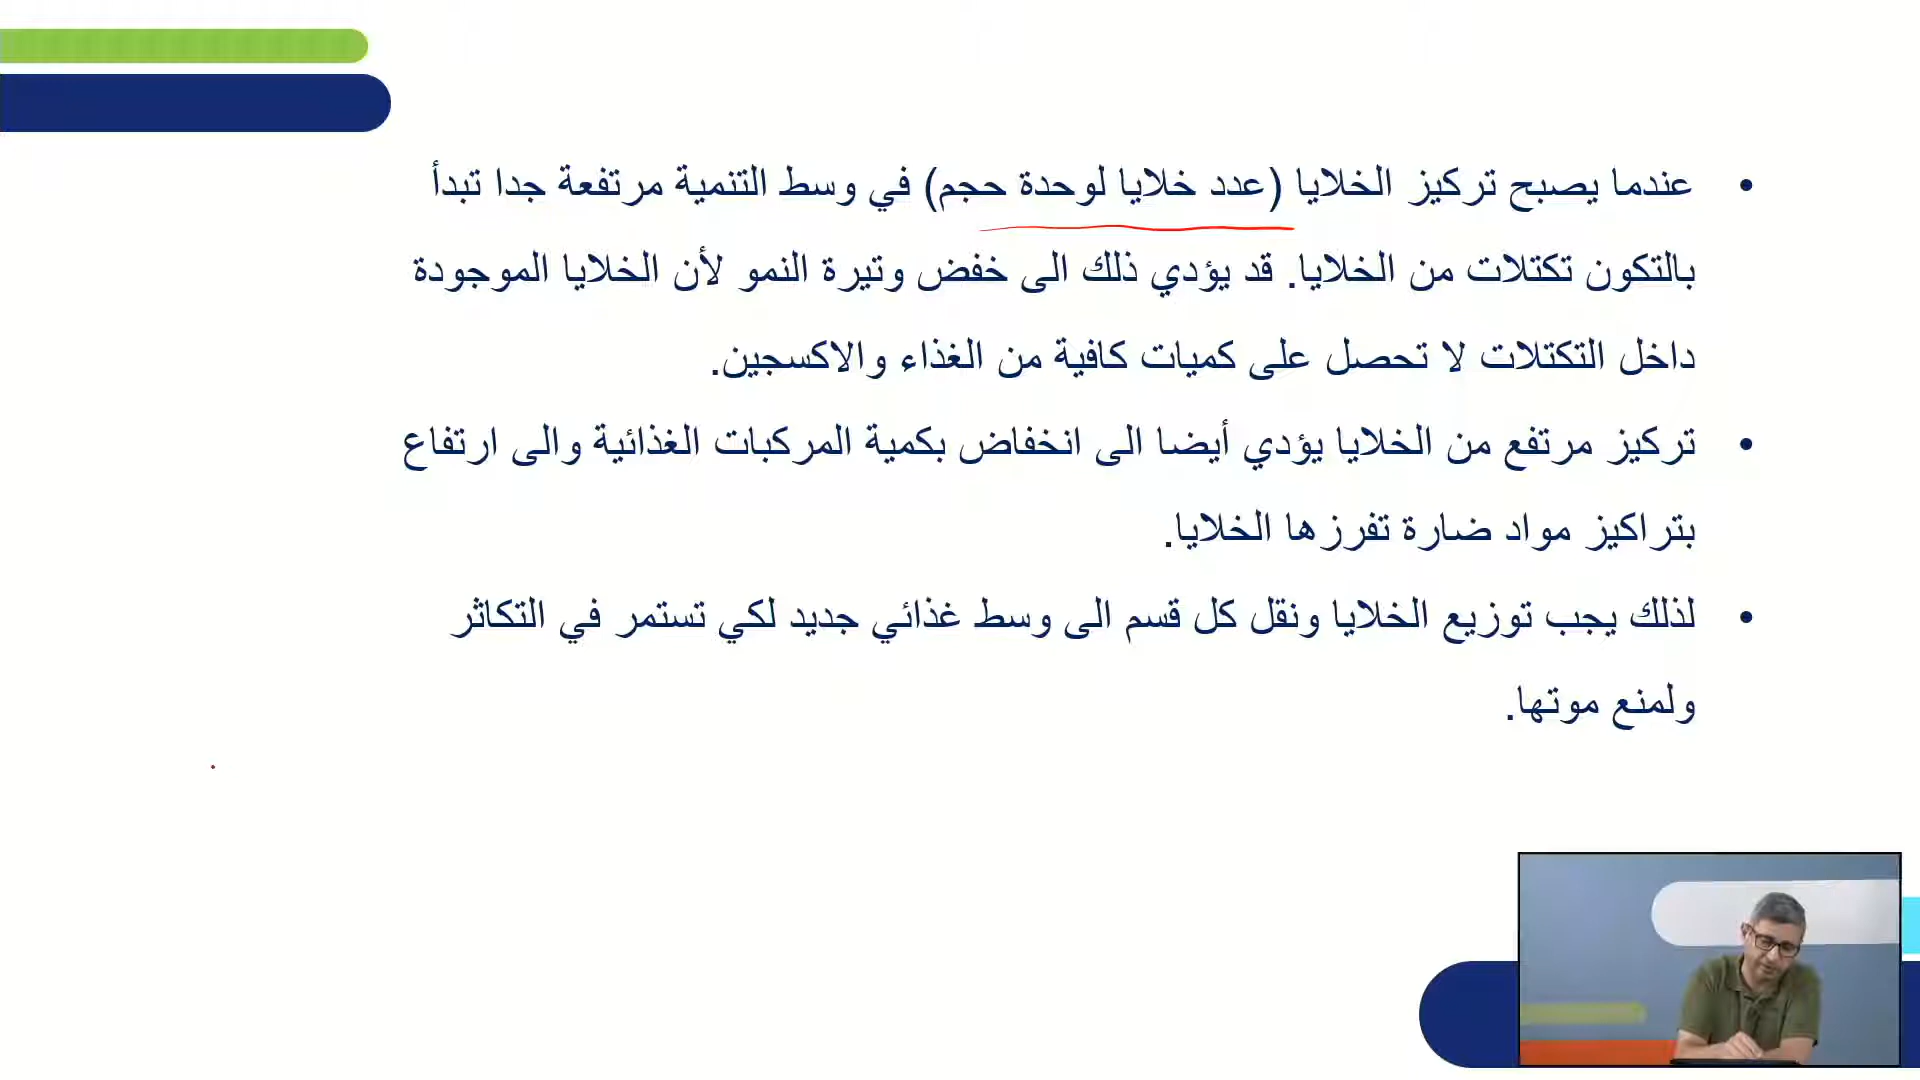 • عندما يصبح تركيز الخلايا (عدد خلايا لوحدة حجم) في وسط التنمية مرتفعة جدا تبدأ
بالتكون تكتلات من الخلايا. قد يؤدي ذلك الى خفض وتيرة النمو لأن الخلايا الموجودة
داخل التكتلات لا تحصل على كميات كافية من الغذاء والاكسجين.
• تركيز مرتفع من الخلايا يؤدي أيضا الى انخفاض بكمية المركبات الغذائية والى ارتفاع
بتراكيز مواد ضارة تفرزها الخلايا.
• لذلك يجب توزيع الخلايا ونقل كل قسم الى وسط غذائي جديد لكي تستمر في التكاثر
ولمنع موتها.